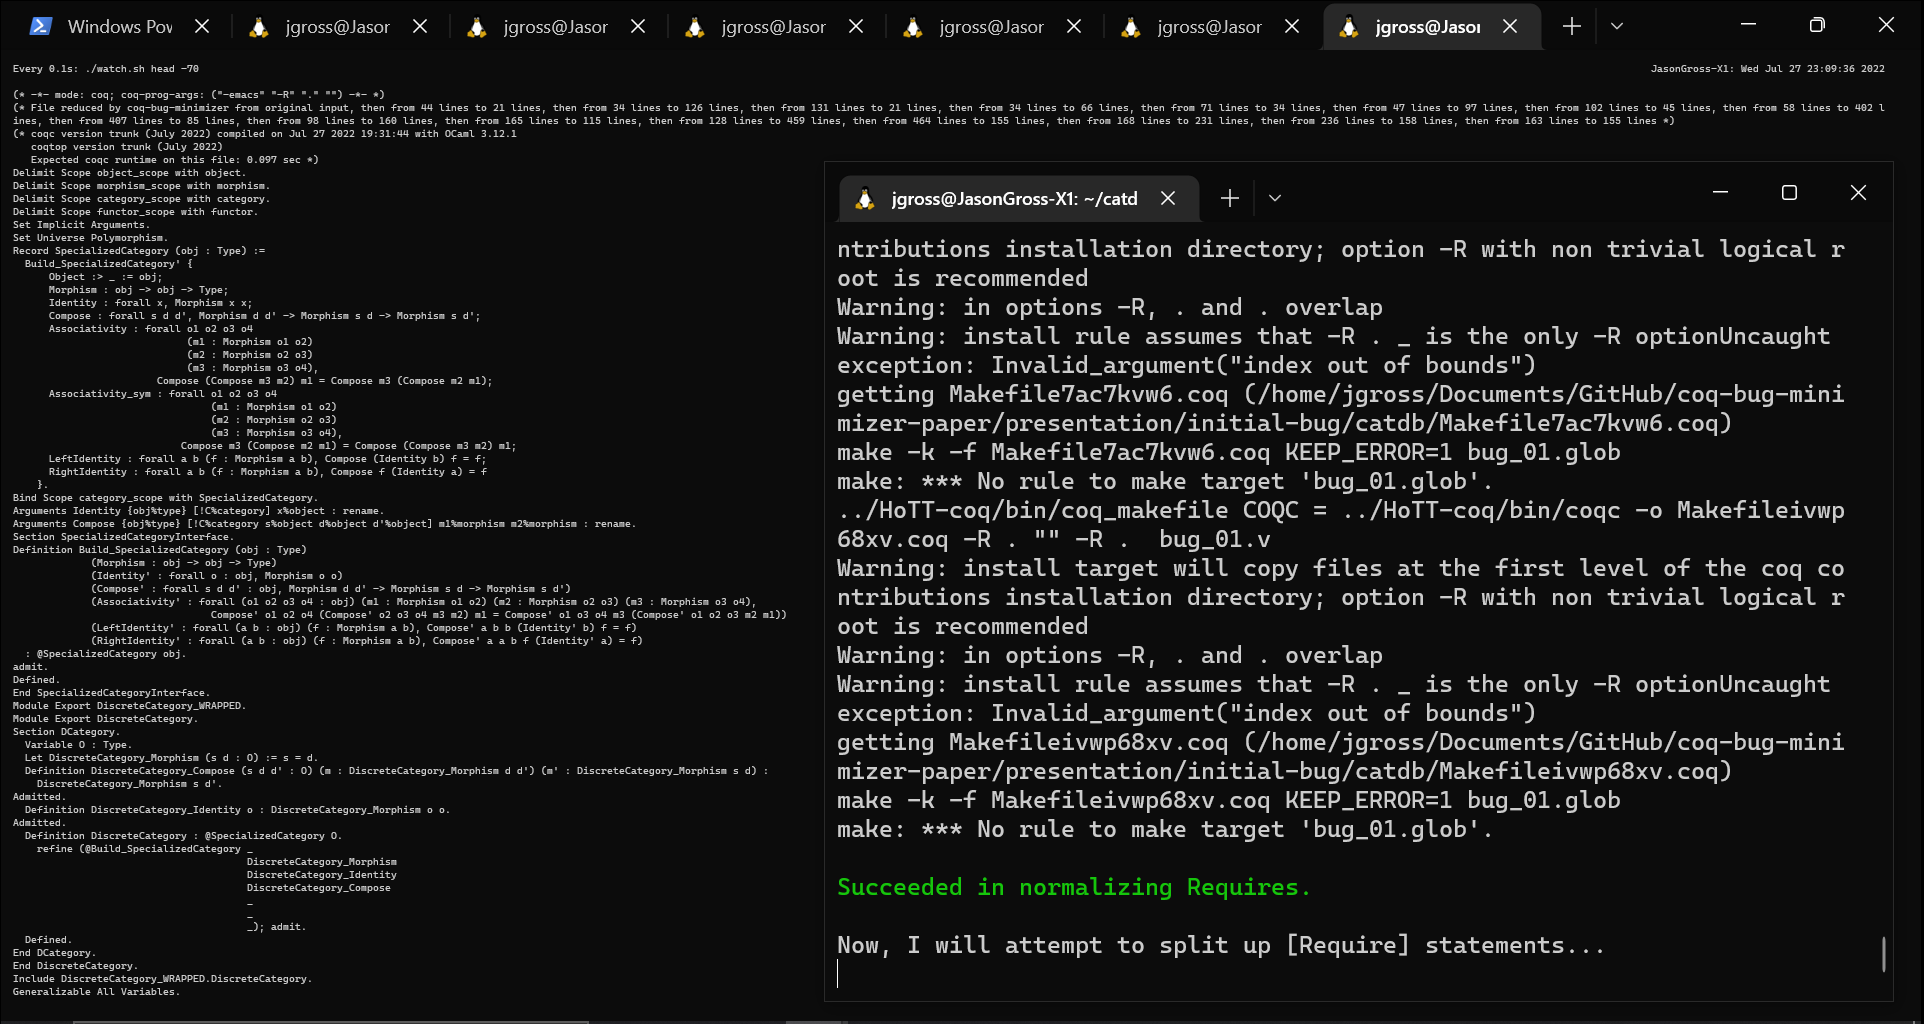 Windows Pow
jgross@Jason
jgross@Jason
jgross@Jason
jgross@Jason
jgross@Jason
jgross@Jason
Every 0.1s: ./watch.sh head -70
JasonGross-X1: Wed Jul 27 23:09:36 2022
(* -*- mode: coq; coq-prog-args: ("-emacs" "-R" "." "") -*- *)
(* File reduced by coq-bug-minimizer from original input, then from 44 lines to 21 lines, then from 34 lines to 126 lines, then from 131 lines to 21 lines, then from 34 lines to 66 lines, then from 71 lines to 34 lines, then from 47 lines to 97 lines, then from 102 lines to 45 lines, then from 58 lines to 402 l
ines, then from 407 lines to 85 lines, then from 98 lines to 160 lines, then from 165 lines to 115 lines, then from 128 lines to 459 lines, then from 464 lines to 155 lines, then from 168 lines to 231 lines, then from 236 lines to 158 lines, then from 163 lines to 155 lines *)
(* coqc version trunk (July 2022) compiled on Jul 27 2022 19:31:44 with OCaml 3.12.1
   coqtop version trunk (July 2022)
   Expected coqc runtime on this file: 0.097 sec *)
Delimit Scope object_scope with object.
Delimit Scope morphism_scope with morphism.
Delimit Scope category_scope with category.
Delimit Scope functor_scope with functor.
Set Implicit Arguments.
Set Universe Polymorphism.
Record SpecializedCategory (obj : Type) :=
  Build_SpecializedCategory' {
      Object :> _ := obj;
      Morphism : obj -> obj -> Type;
      Identity : forall x, Morphism x x;
      Compose : forall s d d', Morphism d d' -> Morphism s d -> Morphism s d';
      Associativity : forall o1 o2 o3 o4
                             (m1 : Morphism o1 o2)
                             (m2 : Morphism o2 o3)
                             (m3 : Morphism o3 o4),
                        Compose (Compose m3 m2) m1 = Compose m3 (Compose m2 m1);
      Associativity_sym : forall o1 o2 o3 o4
                                 (m1 : Morphism o1 o2)
                                 (m2 : Morphism o2 o3)
                                 (m3 : Morphism o3 o4),
                            Compose m3 (Compose m2 m1) = Compose (Compose m3 m2) m1;
      LeftIdentity : forall a b (f : Morphism a b), Compose (Identity b) f = f;
      RightIdentity : forall a b (f : Morphism a b), Compose f (Identity a) = f
    }.
Bind Scope category_scope with SpecializedCategory.
Arguments Identity {obj%type} [!C%category] x%object : rename.
Arguments Compose {obj%type} [!C%category s%object d%object d'%object] m1%morphism m2%morphism : rename.
Section SpecializedCategoryInterface.
Definition Build_SpecializedCategory (obj : Type)
             (Morphism : obj -> obj -> Type)
             (Identity' : forall o : obj, Morphism o o)
             (Compose' : forall s d d' : obj, Morphism d d' -> Morphism s d -> Morphism s d')
             (Associativity' : forall (o1 o2 o3 o4 : obj) (m1 : Morphism o1 o2) (m2 : Morphism o2 o3) (m3 : Morphism o3 o4),
                                 Compose' o1 o2 o4 (Compose' o2 o3 o4 m3 m2) m1 = Compose' o1 o3 o4 m3 (Compose' o1 o2 o3 m2 m1))
             (LeftIdentity' : forall (a b : obj) (f : Morphism a b), Compose' a b b (Identity' b) f = f)
             (RightIdentity' : forall (a b : obj) (f : Morphism a b), Compose' a a b f (Identity' a) = f)
  : @SpecializedCategory obj.
admit.
Defined.
End SpecializedCategoryInterface.
Module Export DiscreteCategory_WRAPPED.
Module Export DiscreteCategory.
Section DCategory.
  Variable O : Type.
  Let DiscreteCategory_Morphism (s d : O) := s = d.
  Definition DiscreteCategory_Compose (s d d' : O) (m : DiscreteCategory_Morphism d d') (m' : DiscreteCategory_Morphism s d) :
    DiscreteCategory_Morphism s d'.
Admitted.
  Definition DiscreteCategory_Identity o : DiscreteCategory_Morphism o o.
Admitted.
  Definition DiscreteCategory : @SpecializedCategory O.
    refine (@Build_SpecializedCategory _
                                       DiscreteCategory_Morphism
                                       DiscreteCategory_Identity
                                       DiscreteCategory_Compose
                                       _
                                       _
                                       _); admit.
  Defined.
End DCategory.
End DiscreteCategory.
Include DiscreteCategory_WRAPPED.DiscreteCategory.
Generalizable All Variables.
jgross@JasonGross-X1: ~/catd
ntributions installation directory; option -R with non trivial logical r
oot is recommended
Warning: in options -R, . and . overlap
Warning: install rule assumes that -R . _ is the only -R optionUncaught
exception: Invalid_argument("index out of bounds")
getting Makefile7ac7kvw6.coq (/home/jgross/Documents/GitHub/coq-bug-mini
mizer-paper/presentation/initial-bug/catdb/Makefile7ac7kvw6.coq)
make -k -f Makefile7ac7kvw6.coq KEEP_ERROR=1 bug_01.glob
make: *** No rule to make target 'bug_01.glob'.
../HoTT-coq/bin/coq_makefile COQC = ../HoTT-coq/bin/coqc -o Makefileivwp
68xv.coq -R . "" -R .  bug_01.v
Warning: install target will copy files at the first level of the coq co
ntributions installation directory; option -R with non trivial logical r
oot is recommended
Warning: in options -R, . and . overlap
Warning: install rule assumes that -R . _ is the only -R optionUncaught
exception: Invalid_argument("index out of bounds")
getting Makefileivwp68xv.coq (/home/jgross/Documents/GitHub/coq-bug-mini
mizer-paper/presentation/initial-bug/catdb/Makefileivwp68xv.coq)
make -k -f Makefileivwp68xv.coq KEEP_ERROR=1 bug_01.glob
make: *** No rule to make target 'bug_01.glob'.
Succeeded in normalizing Requires.
Now, I will attempt to split up [Require] statements...